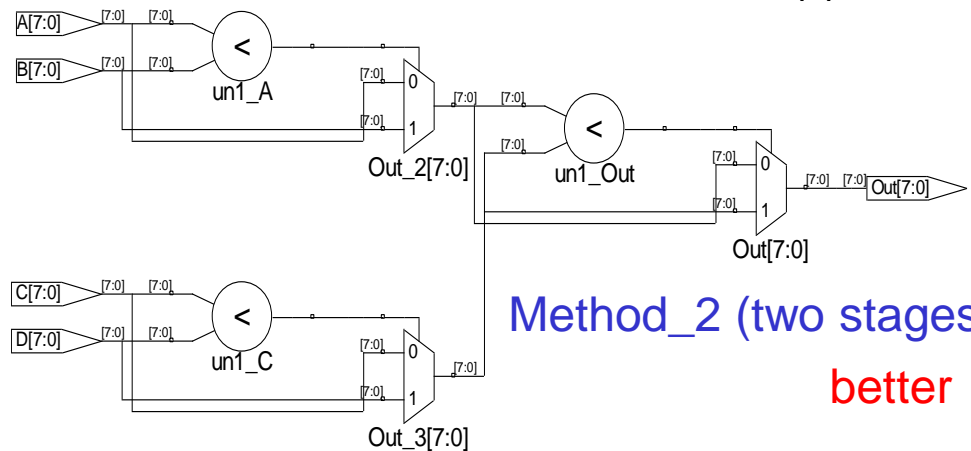 A[7:0]
[7:0]
[7:0]
<
B[7:0]
[7:0]
[7:0]
un1_A
[7:0]
0
[7:0]
1
Out_2[7:0]
[7:0]
[7:0]
[7:0]
<
un1_Out
[7:0]
0
[7:0]
1
Out[7:0]
[7:0]
[7:0]
Out[7:0]
C[7:0]
[7:0]
[7:0]
<
D[7:0]
[7:0]
[7:0]
un1_C
[7:0]
0
[7:0]
1
Out_3[7:0]
[7:0]
Method_2 (two stages
better